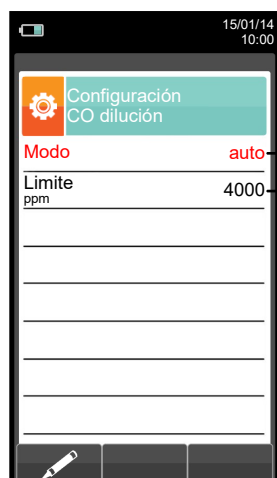 15/01/14
10:00
Configuración
CO dilución
Modo auto
Limite 4000
ppm